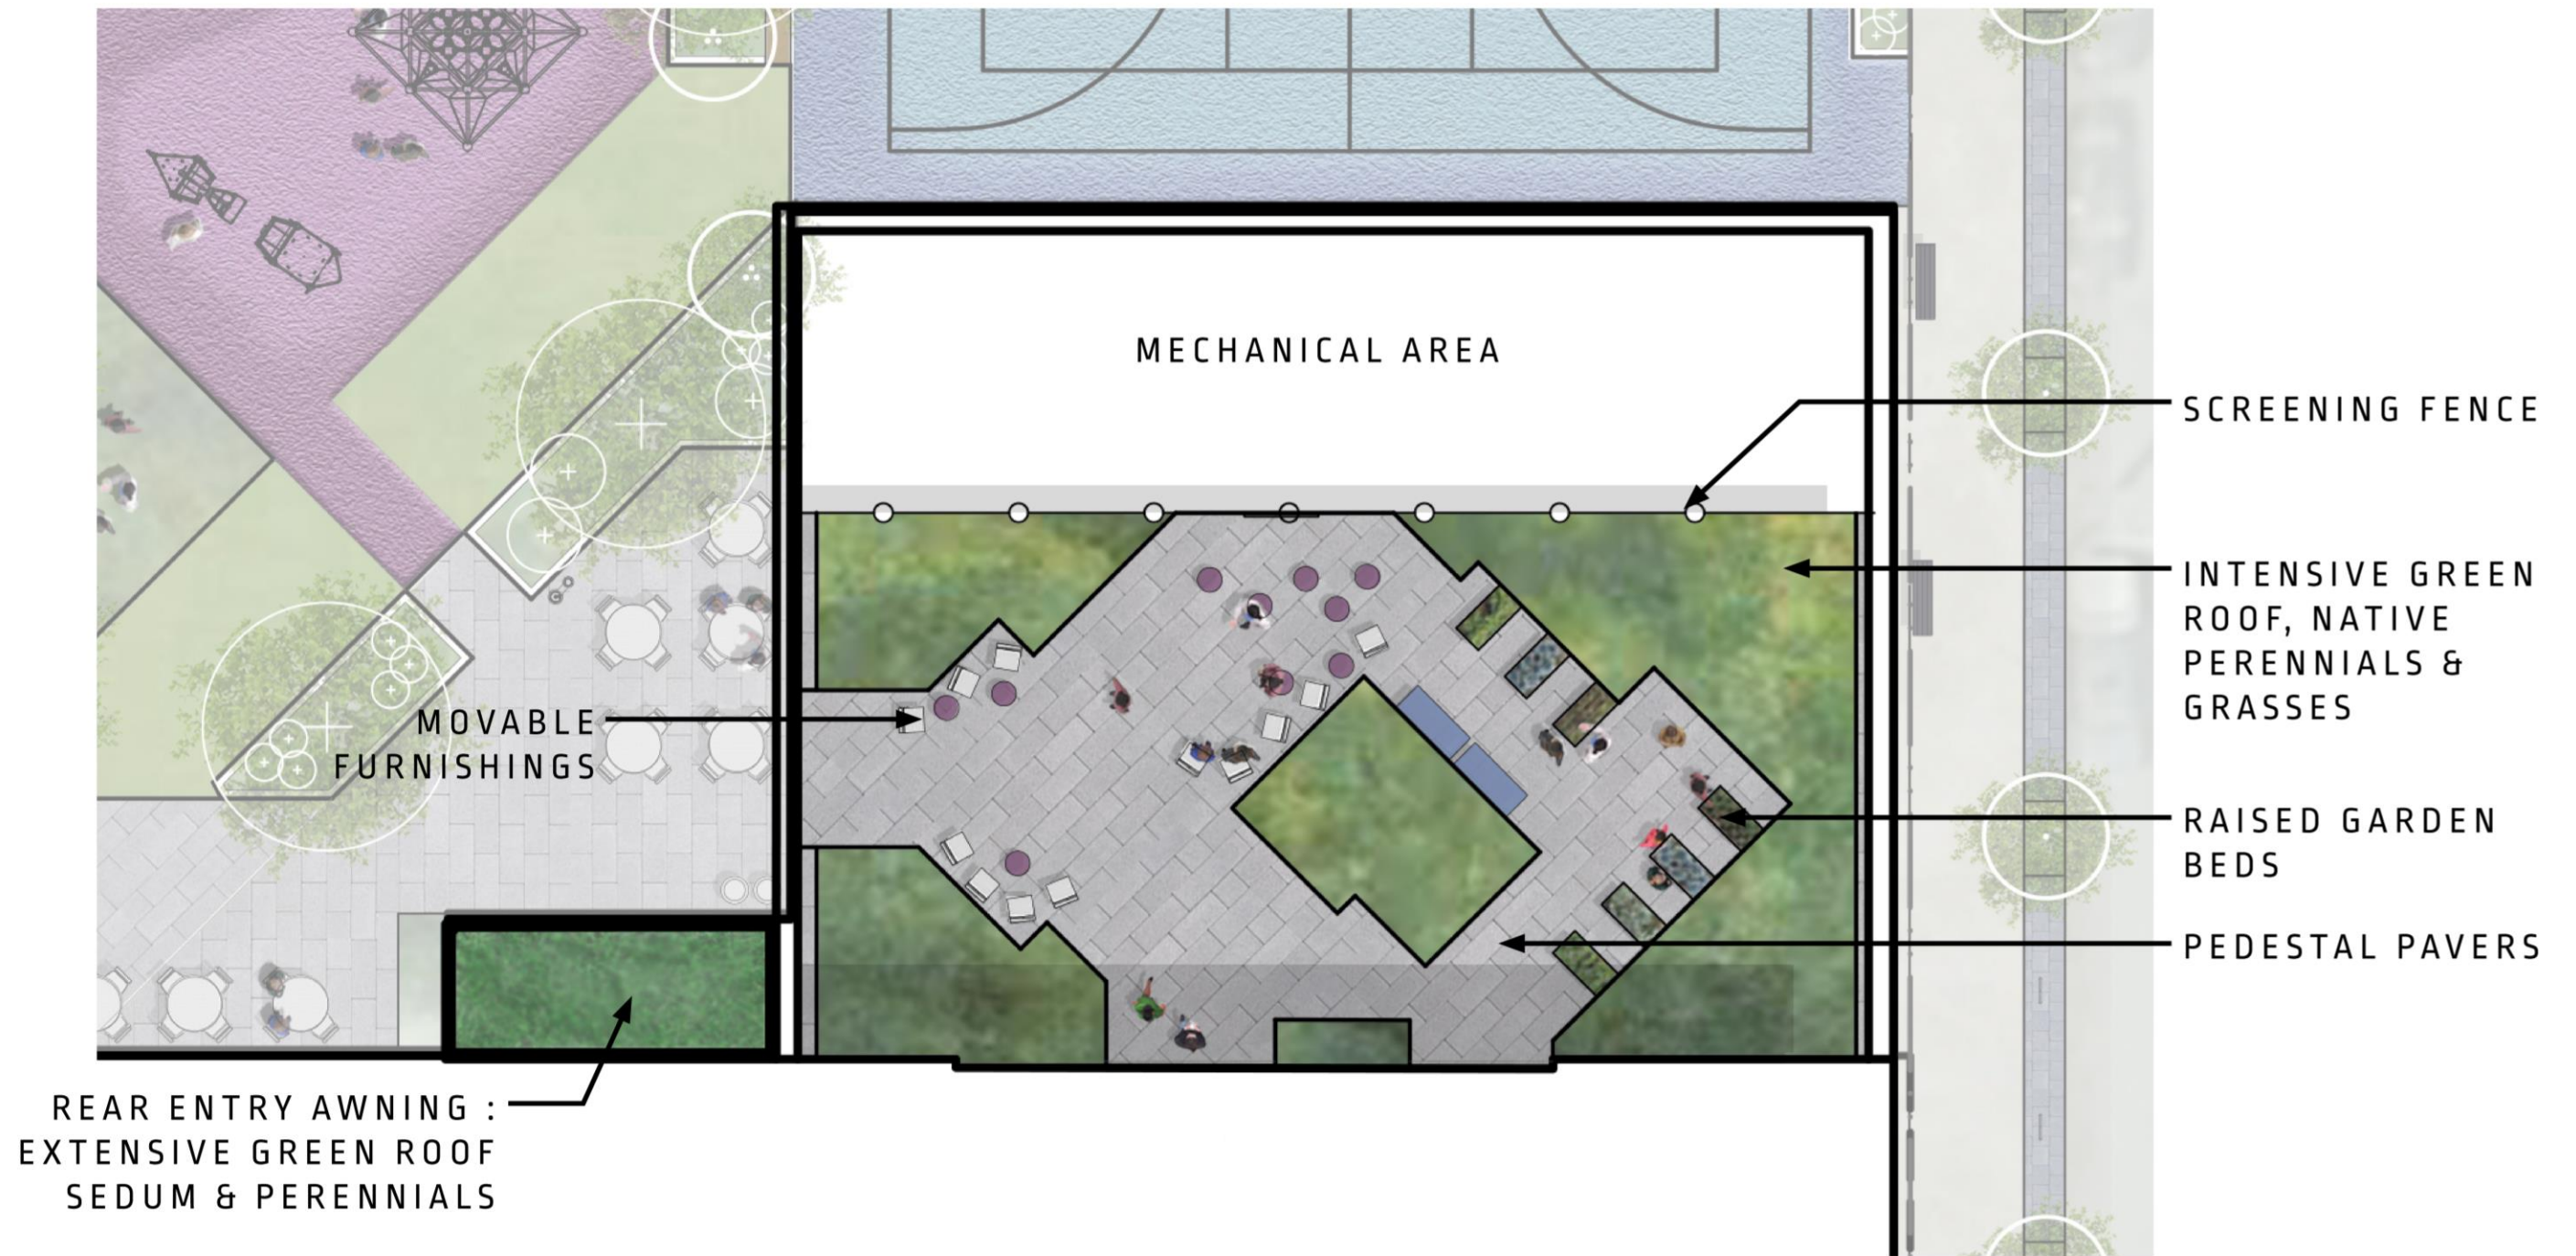 MECHANICAL AREA
SCREENING FENCE
INTENSIVE GREEN
ROOF, NATIVE
PERENNIALS &
GRASSES
MOVABLE
FURNISHINGS
RAISED GARDEN
BEDS
PEDESTAL PAVERS
REAR ENTRY AWNING :
EXTENSIVE GREEN ROOF
SEDUM & PERENNIALS